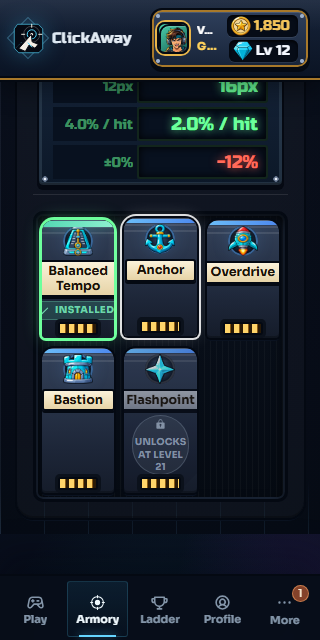 ClickAway
V...
G...
1,850
Lv 12
12px
16px
4.0% / hit
2.0% / hit
±0%
-12%
Balanced
Tempo
✓ INSTALLED
Anchor
Overdrive
Bastion
Flashpoint
UNLOCKS
AT LEVEL
21
Play
Armory
Ladder
Profile
More
1